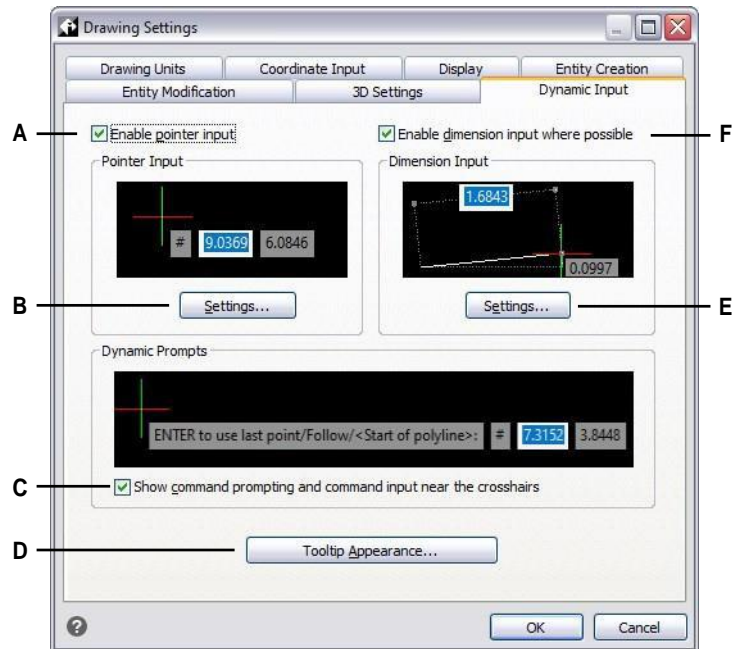 Drawing Settings
Drawing Units Coordinate Input Display Entity Creation
Entity Modification 3D Settings Dynamic Input
A Enable pointer input Enable dimension input where possible F
Pointer Input Dimension Input
1.6843
# 9.0369 6.0846
0.0997
B Settings... Settings... E
Dynamic Prompts
ENTER to use last point/Follow/<Start of polyline>: # 7.3152 3.8448
C Show command prompting and command input near the crosshairs
D Tooltip Appearance...
? OK Cancel